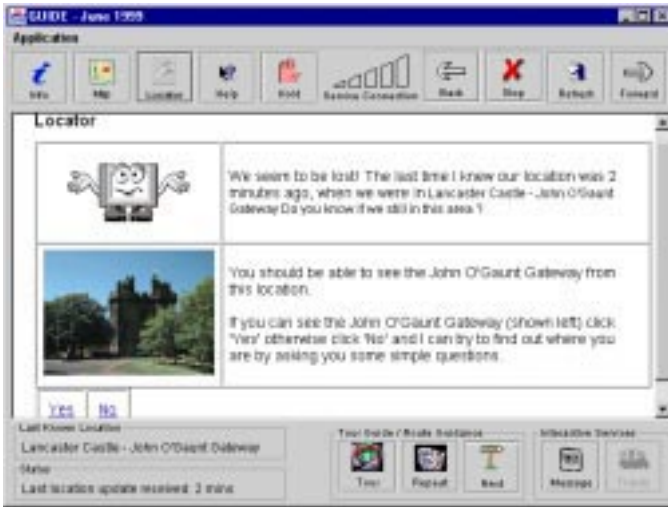 GUIDE - June 1999
Application
Info Map Locator Help Hold Service Connection Back Stop Refresh Forward
Locator
We seem to be lost! The last time I knew our location was 2
minutes ago, when we were in Lancaster Castle - John O'Gaunt
Gateway Do you know if we still in this area ?
You should be able to see the John O'Gaunt Gateway from
this location.
If you can see the John O'Gaunt Gateway (shown left) click
'Yes' otherwise click 'No' and I can try to find out where you
are by asking you some simple questions.
Yes No
Last Known Location
Lancaster Castle - John O'Gaunt Gateway
Status
Last location update received: 2 mins
Tour Guide / Route Guidance
Tour Repeat Next
Interactive Services
Message